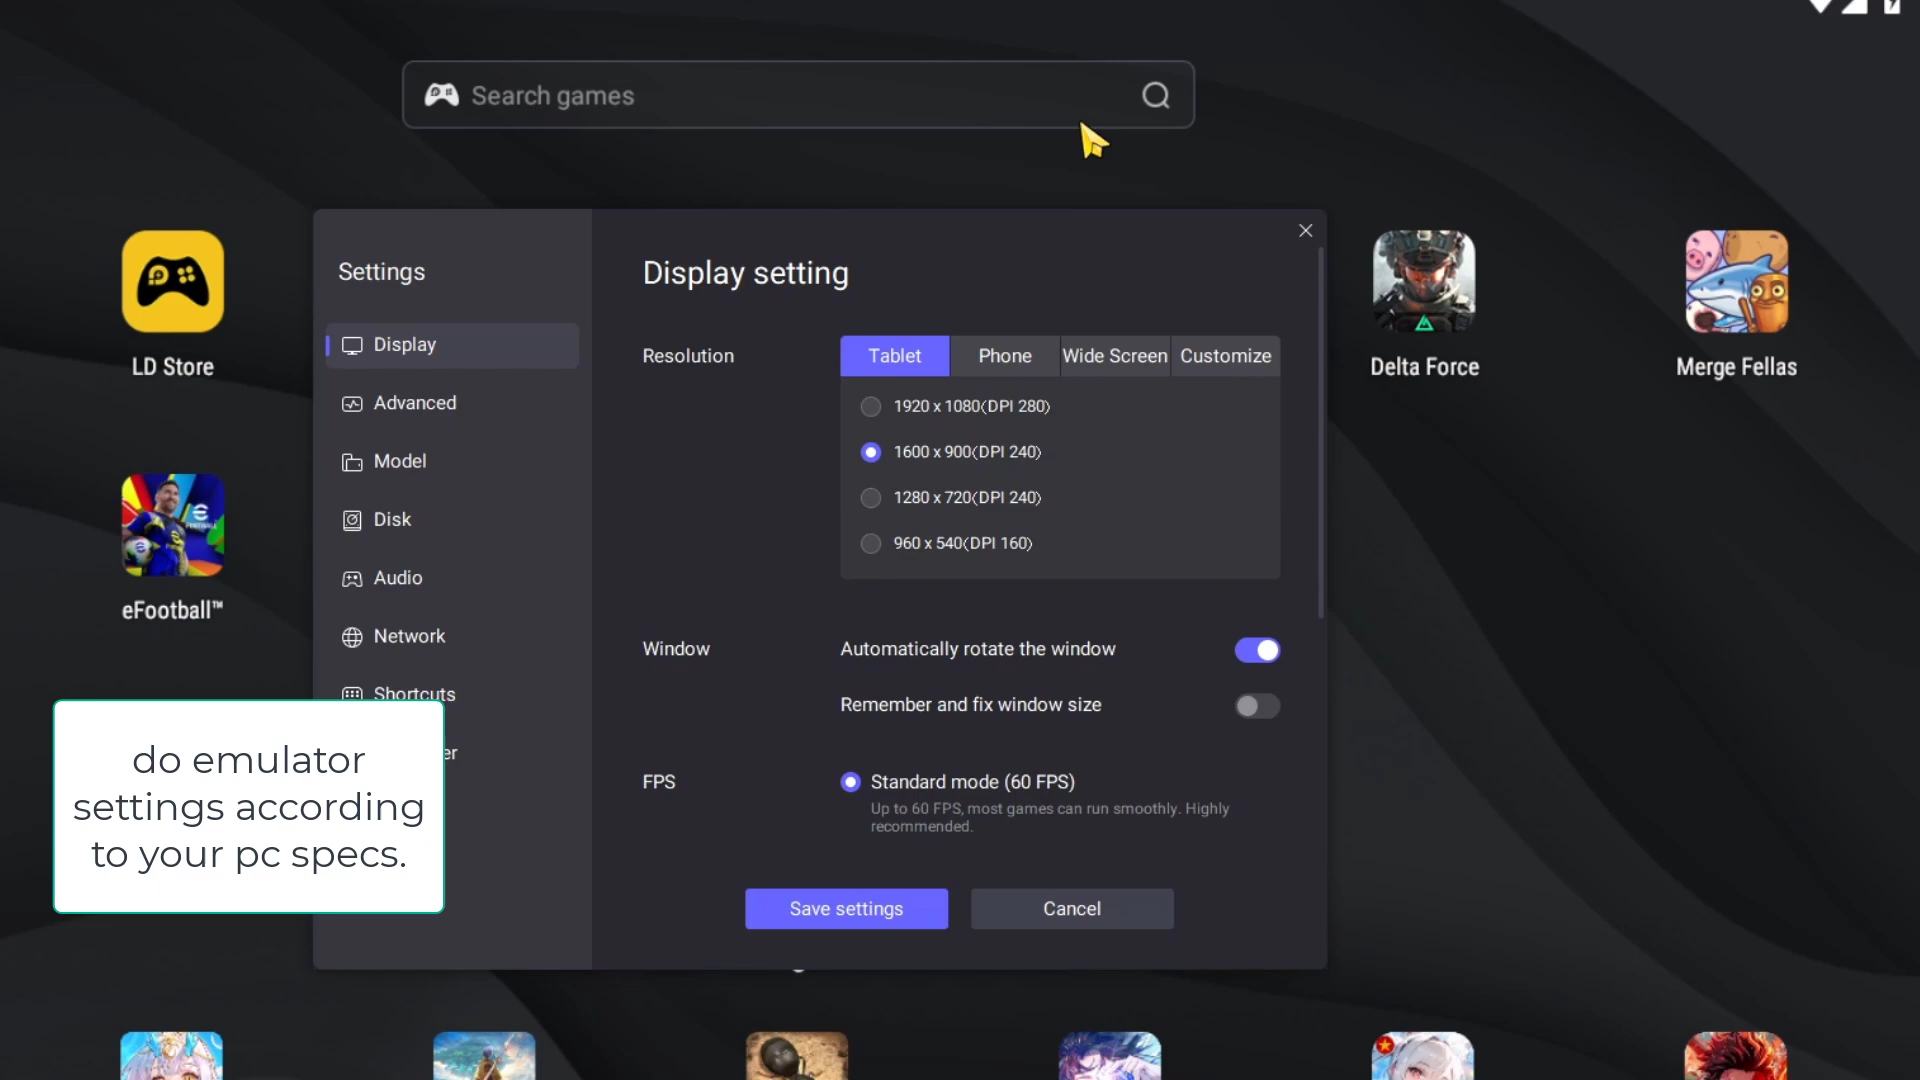 Search games
LD Store
Delta Force
Merge Fellas
eFootball™
Settings
Display
Advanced
Model
Disk
Audio
Network
Shortcuts
er
Display setting
Resolution
Tablet
Phone
Wide Screen
Customize
1920 x 1080(DPI 280)
1600 x 900(DPI 240)
1280 x 720(DPI 240)
960 x 540(DPI 160)
Window
Automatically rotate the window
Remember and fix window size
FPS
Standard mode (60 FPS)
Up to 60 FPS, most games can run smoothly. Highly
recommended.
Save settings
Cancel
do emulator
settings according
to your pc specs.